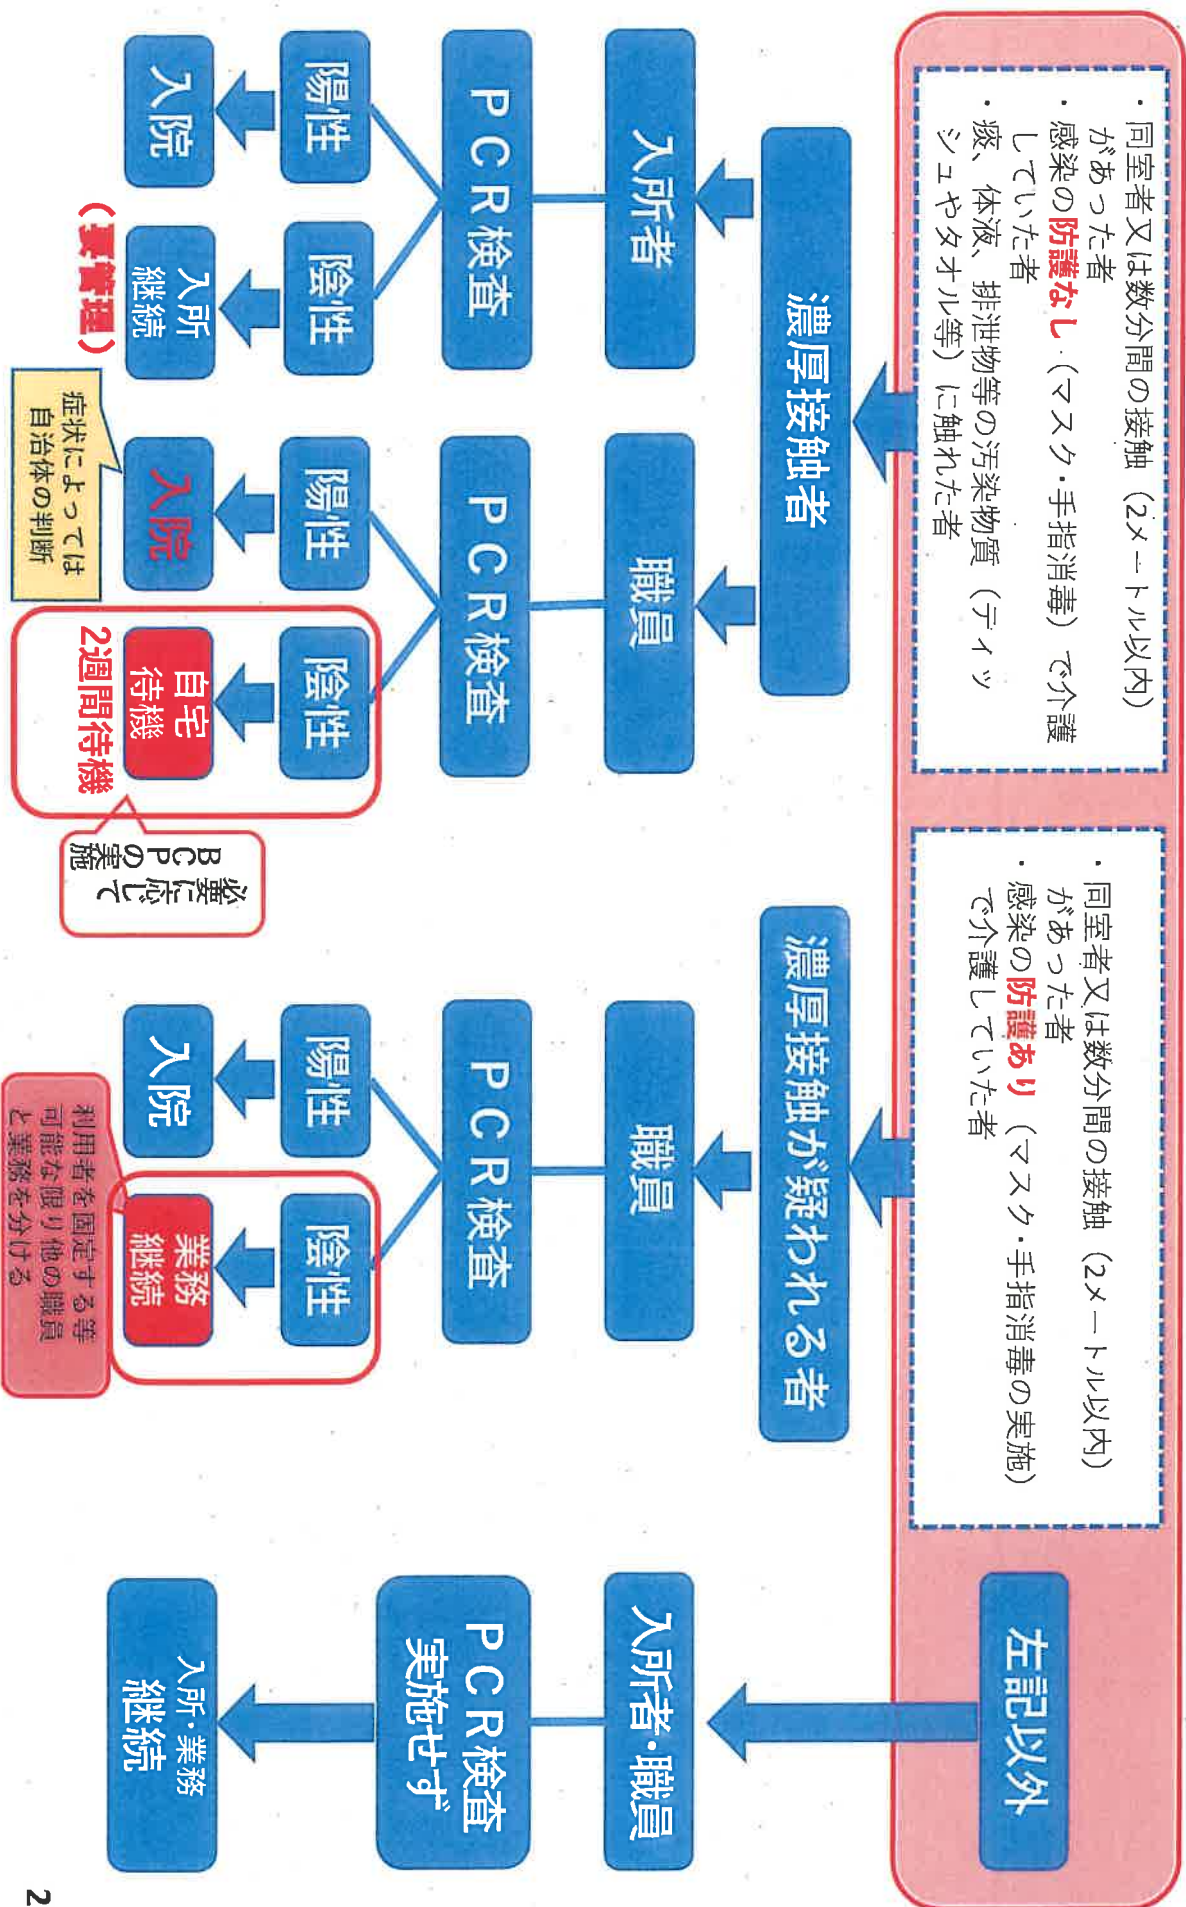 ・同室者又は数分間の接触（2メートル以内）
があった者
・感染の防護なし（マスク・手指消毒）で介護
していた者
・痰、体液、排泄物等の汚染物質（ティッ
シュやタオル等）に触れた者
・同室者又は数分間の接触（2メートル以内）
があった者
・感染の防護あり（マスク・手指消毒の実施）
で介護していた者
左記以外
濃厚接触者
濃厚接触が疑われる者
入所者
職員
職員
入所者・職員
ＰＣＲ検査
ＰＣＲ検査
ＰＣＲ検査
ＰＣＲ検査
実施せず
陽性
陰性
陽性
陰性
陽性
陰性
入院
入所
継続
入院
自宅
待機
入院
業務
継続
入所・業務
継続
（要管理）
2週間待機
症状によっては
自治体の判断
必要に応じて
ＢＣＰの実施
利用者を固定する等
可能な限り他の職員
と業務を分ける
2